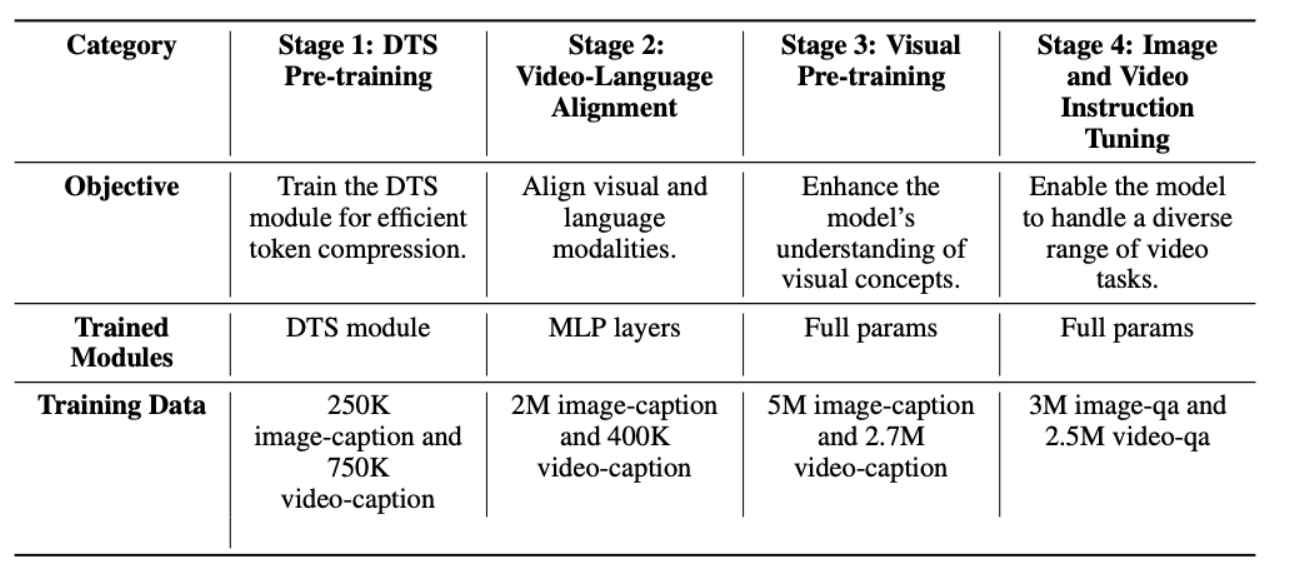 Category
Stage 1: DTS
Pre-training
Stage 2:
Video-Language
Alignment
Stage 3: Visual
Pre-training
Stage 4: Image
and Video
Instruction
Tuning
Objective
Train the DTS
module for efficient
token compression.
Align visual and
language
modalities.
Enhance the
model’s
understanding of
visual concepts.
Enable the model
to handle a diverse
range of video
tasks.
Trained
Modules
DTS module
MLP layers
Full params
Full params
Training Data
250K
image-caption and
750K
video-caption
2M image-caption
and 400K
video-caption
5M image-caption
and 2.7M
video-caption
3M image-qa and
2.5M video-qa